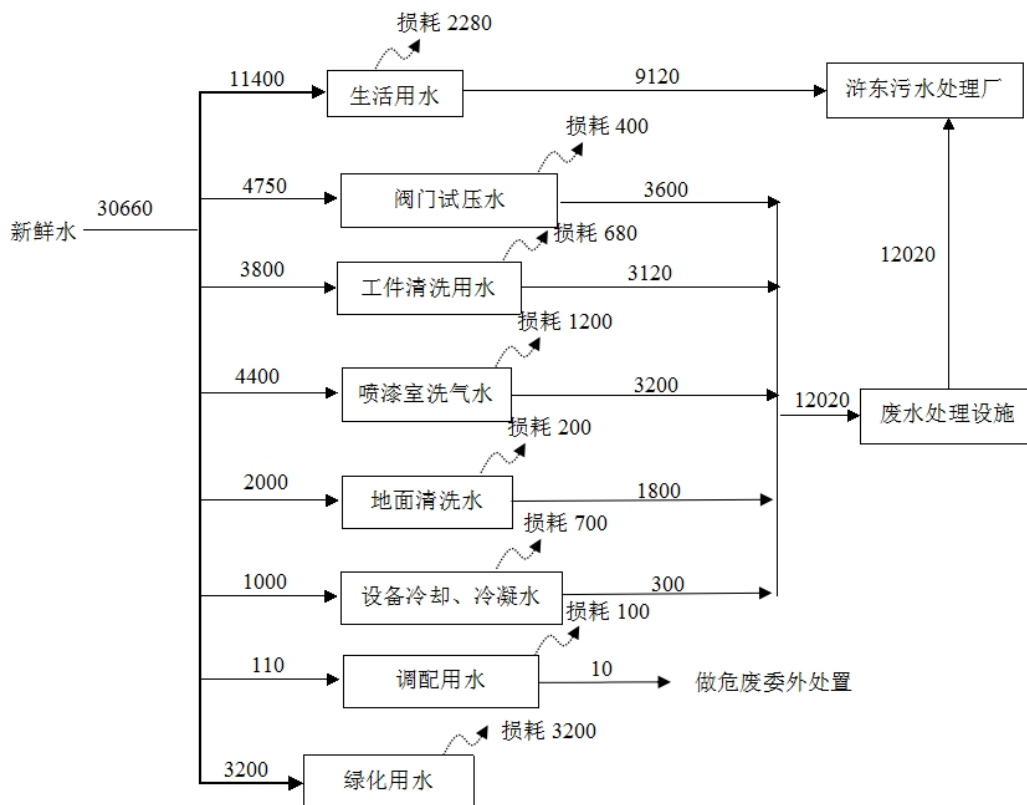 损耗 2280
11400
生活用水
9120
浒东污水处理厂
损耗 400
4750
阀门试压水
3600
新鲜水
30660
损耗 680
3800
工件清洗用水
3120
12020
损耗 1200
4400
喷漆室洗气水
3200
12020
废水处理设施
损耗 200
2000
地面清洗水
1800
损耗 700
1000
设备冷却、冷凝水
300
损耗 100
110
调配用水
10
做危废委外处置
损耗 3200
3200
绿化用水